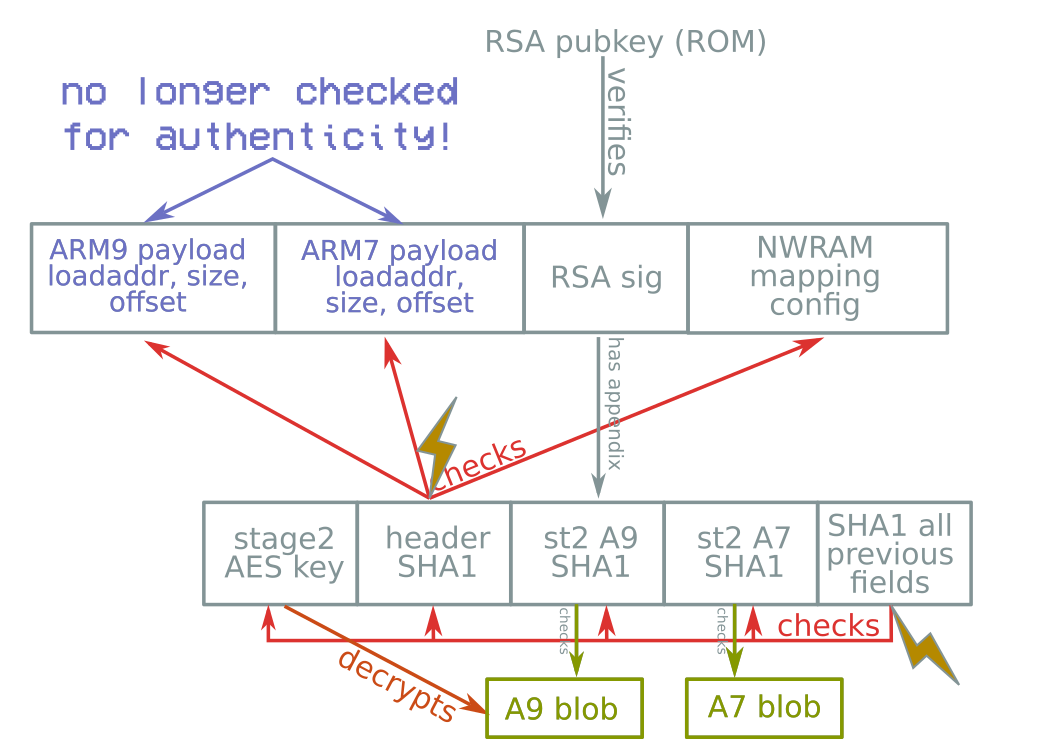 RSA pubkey (ROM)
verifies
no longer checked
for authenticity!
ARM9 payload
loadaddr, size,
offset
ARM7 payload
loadaddr,
size, offset
RSA sig
NWRAM
mapping
config
has appendix
checks
stage2
AES key
header
SHA1
st2 A9
SHA1
st2 A7
SHA1
SHA1 all
previous
fields
checks
checks
checks
decrypts
A9 blob
A7 blob